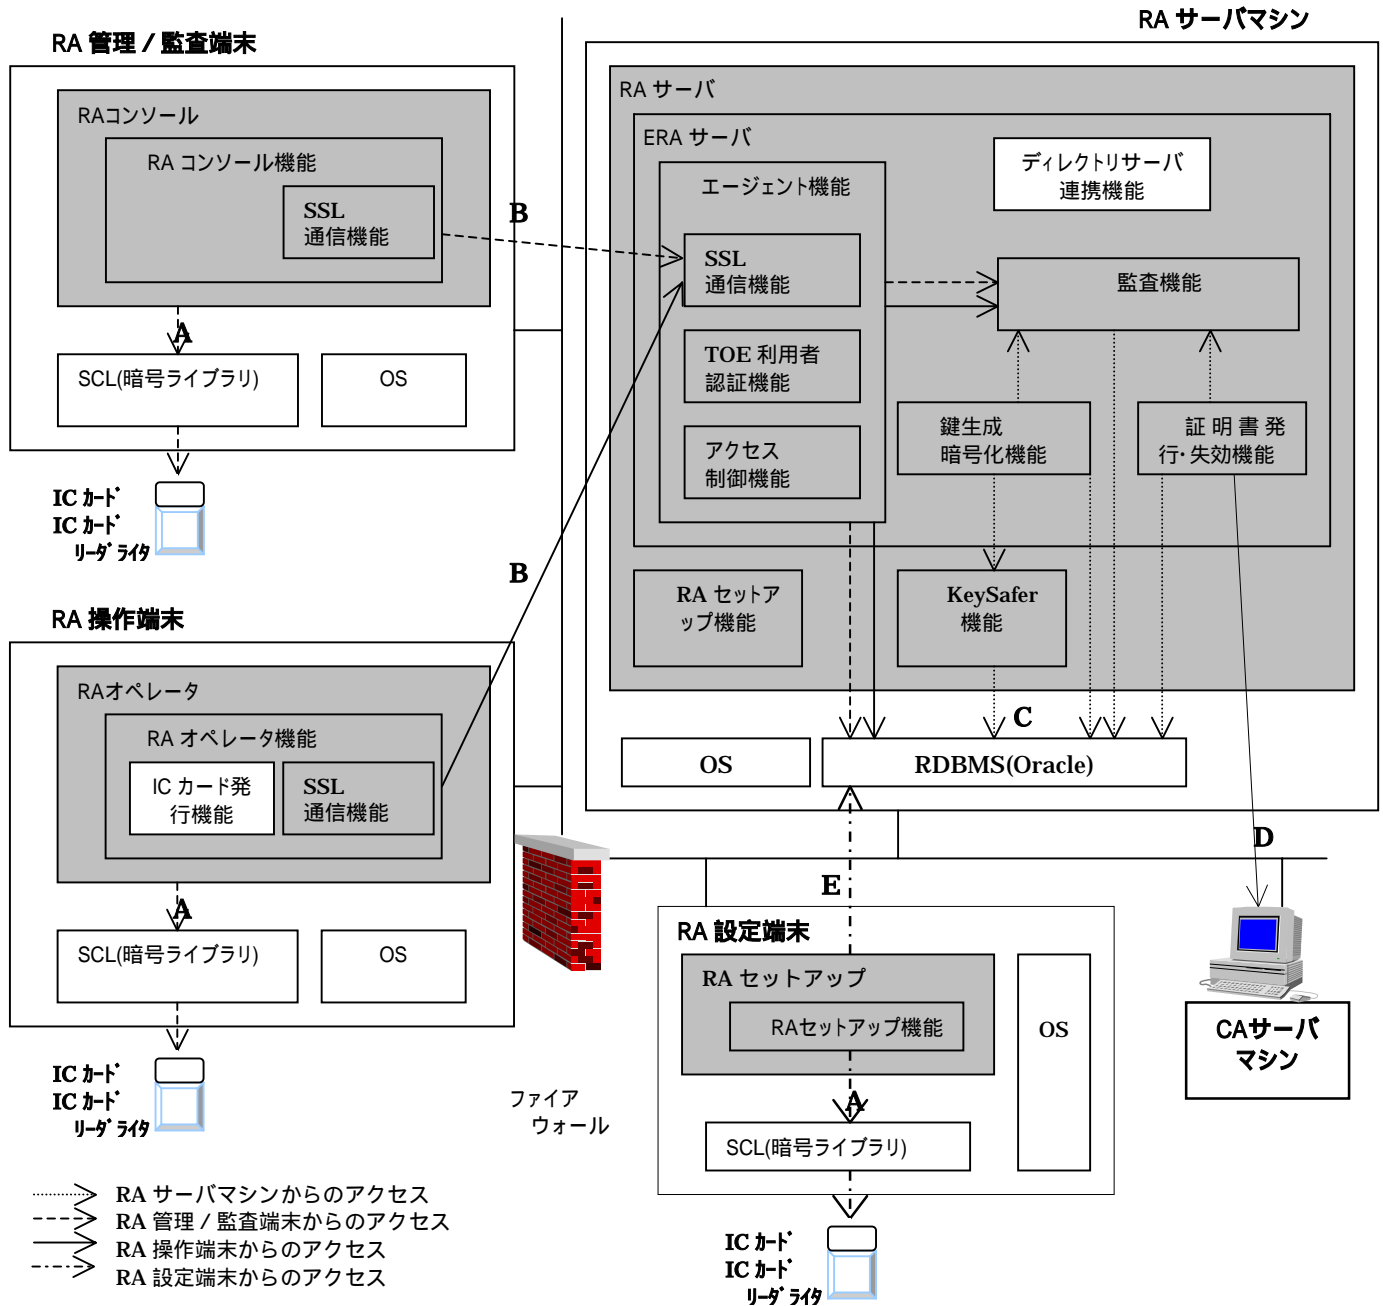 RA サーバマシン
RA 管理 / 監査端末
RAコンソール
RA コンソール機能
SSL
通信機能
B
A
SCL(暗号ライブラリ)
OS
IC ｶｰﾄﾞ
IC ｶｰﾄﾞ
ﾘｰﾀﾞﾗｲﾀ
RA サーバ
ERA サーバ
エージェント機能
SSL
通信機能
TOE 利用者
認証機能
アクセス
制御機能
ディレクトリサーバ
連携機能
監査機能
鍵生成
暗号化機能
証 明 書 発
行・失効機能
RA セットア
ップ機能
KeySafer
機能
C
OS
RDBMS(Oracle)
B
RA 操作端末
RAオペレータ
RA オペレータ機能
IC カード発
行機能
SSL
通信機能
A
SCL(暗号ライブラリ)
OS
IC ｶｰﾄﾞ
IC ｶｰﾄﾞ
ﾘｰﾀﾞﾗｲﾀ
ファイア
ウォール
E
D
RA 設定端末
RA セットアップ
RAセットアップ機能
OS
A
SCL(暗号ライブラリ)
IC ｶｰﾄﾞ
IC ｶｰﾄﾞ
ﾘｰﾀﾞﾗｲﾀ
CAサーバ
マシン
RA サーバマシンからのアクセス
RA 管理 / 監査端末からのアクセス
RA 操作端末からのアクセス
RA 設定端末からのアクセス